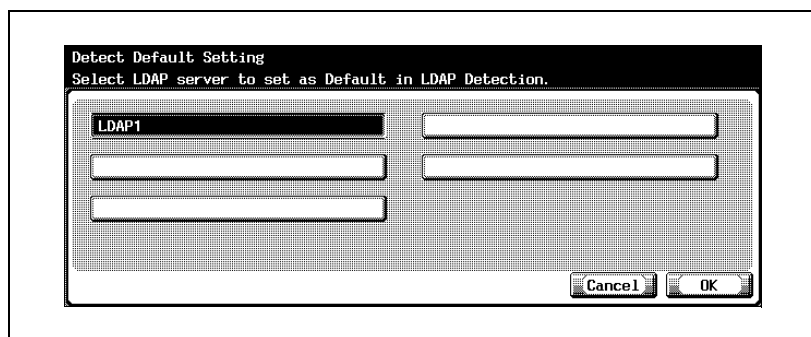 Detect Default Setting
Select LDAP server to set as Default in LDAP Detection.
LDAP1
Cancel OK